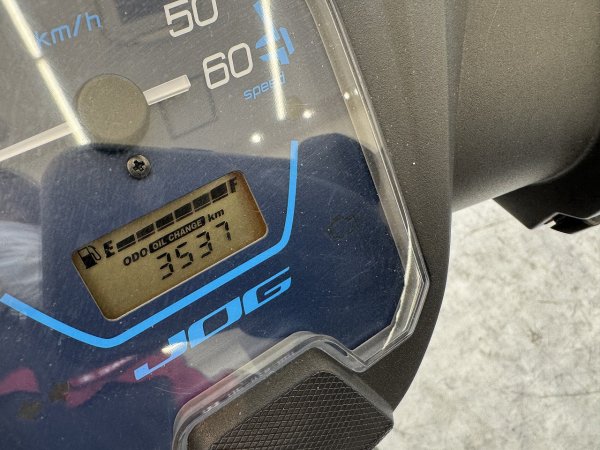 50
km/h
60
speed
E F
ODO OIL CHANGE km
3537
JOG